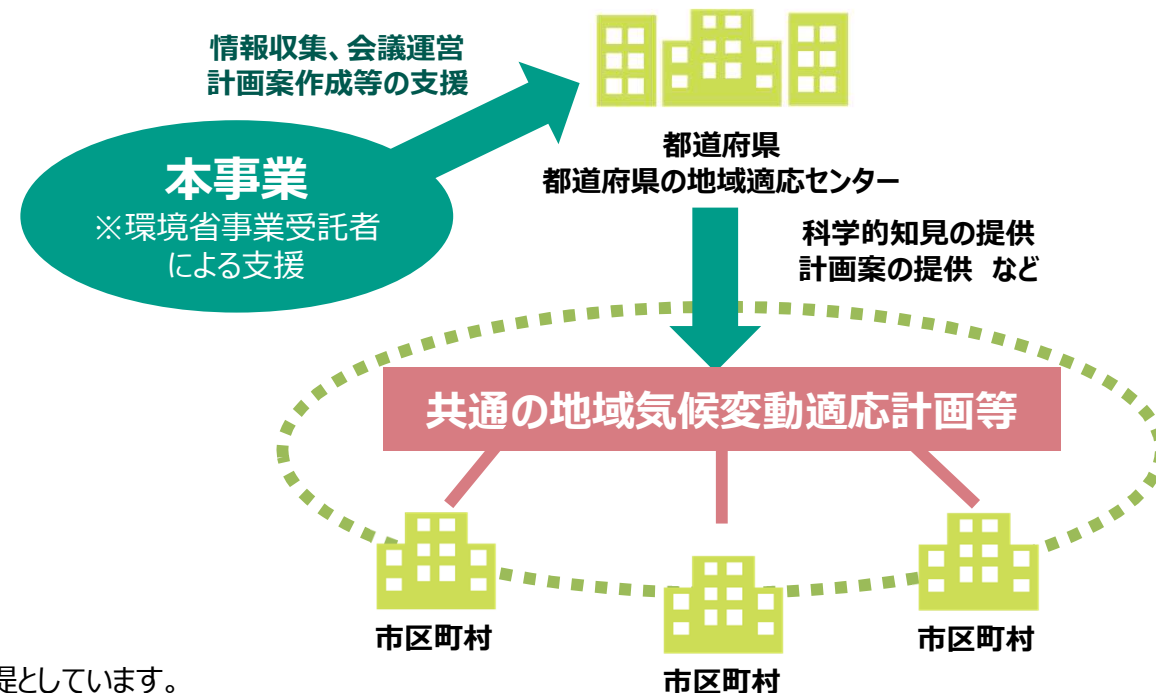 情報収集、会議運営
計画案作成等の支援
本事業
※環境省事業受託者
による支援
都道府県
都道府県の地域適応センター
科学的知見の提供
計画案の提供 など
共通の地域気候変動適応計画等
市区町村
市区町村
市区町村
提としています。